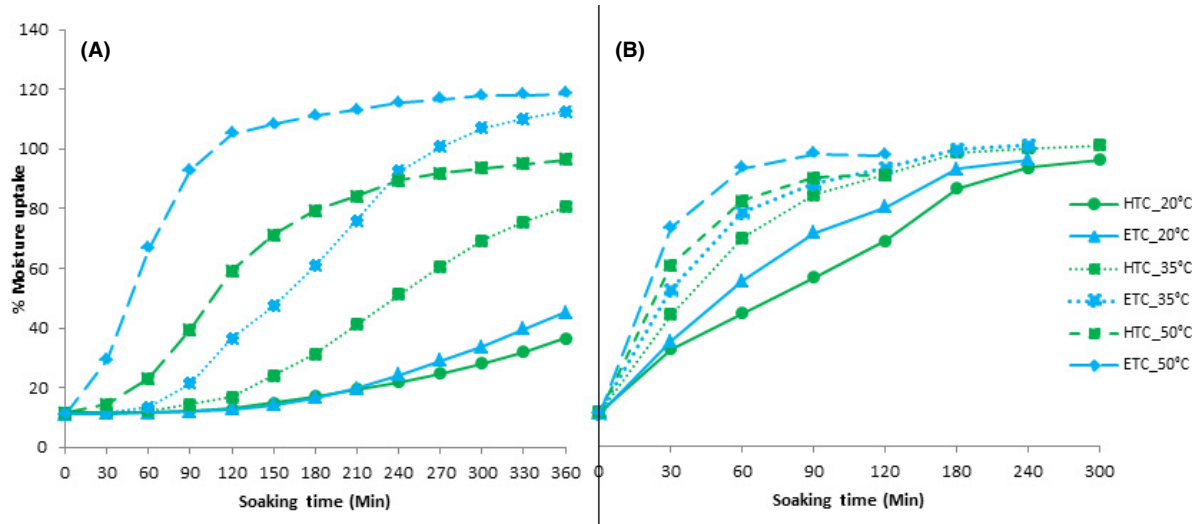 (A)
% Moisture uptake
140
120
100
80
60
40
20
0
0 30 60 90 120 150 180 210 240 270 300 330 360
Soaking time (Min)
(B)
0 30 60 90 120 180 240 300
Soaking time (Min)
HTC_20°C
ETC_20°C
HTC_35°C
ETC_35°C
HTC_50°C
ETC_50°C